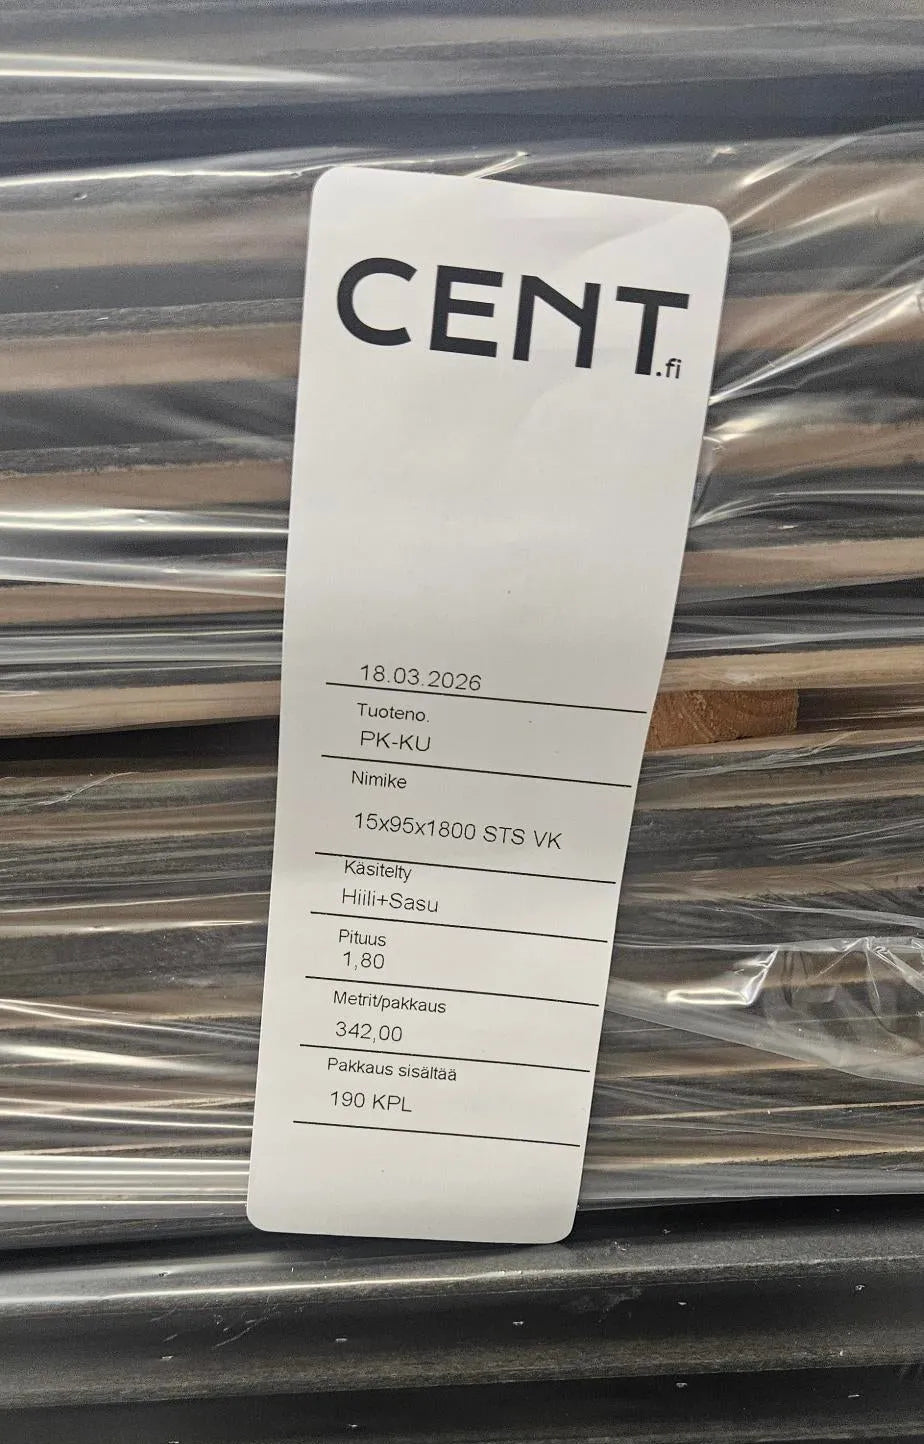 CENT.fi
18.03.2026
Tuoteno.
PK-KU
Nimike
15x95x1800 STS VK
Käsitelty
Hiili+Sasu
Pituus
1,80
Metrit/pakkaus
342,00
Pakkaus sisältää
190 KPL